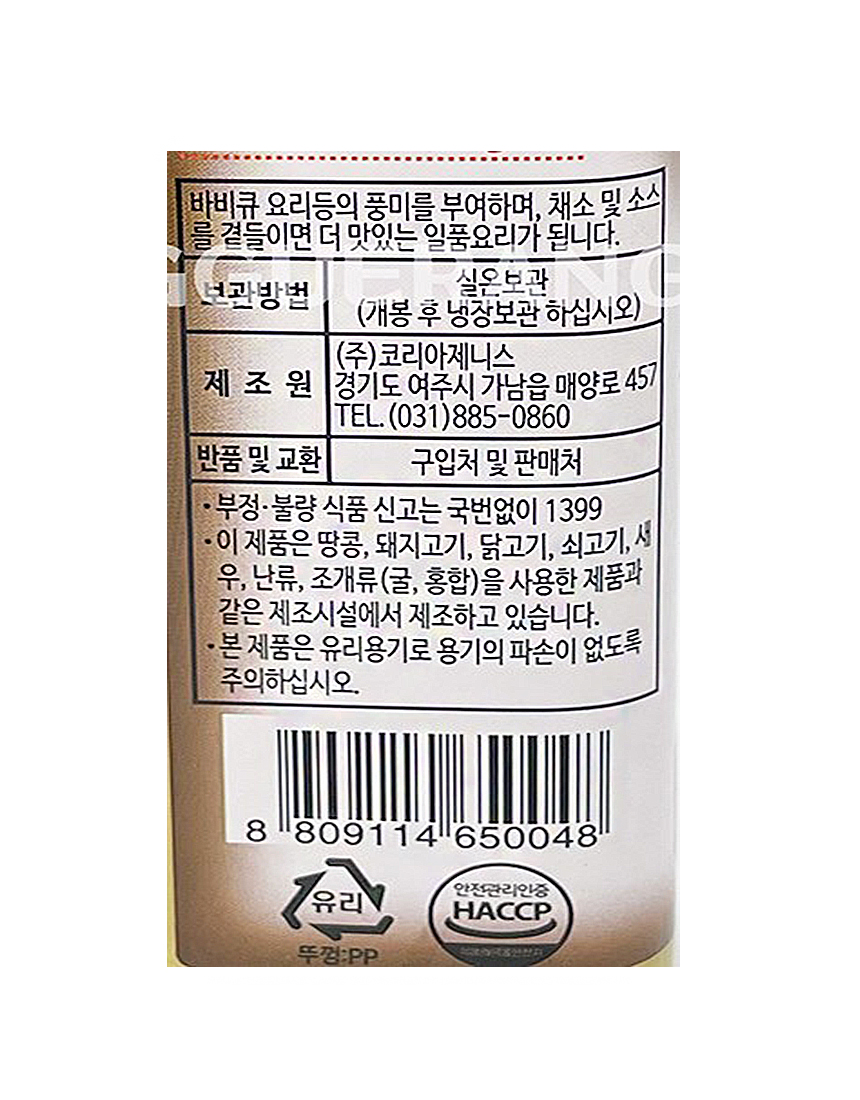 바비큐 요리등의 풍미를 부여하며, 채소 및 소스
를 곁들이면 더 맛있는 일품요리가 됩니다.
보관방법
실온보관
(개봉 후 냉장보관 하십시오)
제 조 원
(주)코리아제니스
경기도 여주시 가남읍 매양로 457
TEL.(031)885-0860
반품 및 교환
구입처 및 판매처
·부정·불량 식품 신고는 국번없이 1399
·이 제품은 땅콩, 돼지고기, 닭고기, 쇠고기, 새
우, 난류, 조개류(굴, 홍합)을 사용한 제품과
같은 제조시설에서 제조하고 있습니다.
·본 제품은 유리용기로 용기의 파손이 없도록
주의하십시오.
8 809114 650048
유리
뚜껑:PP
안전관리인증
HACCP